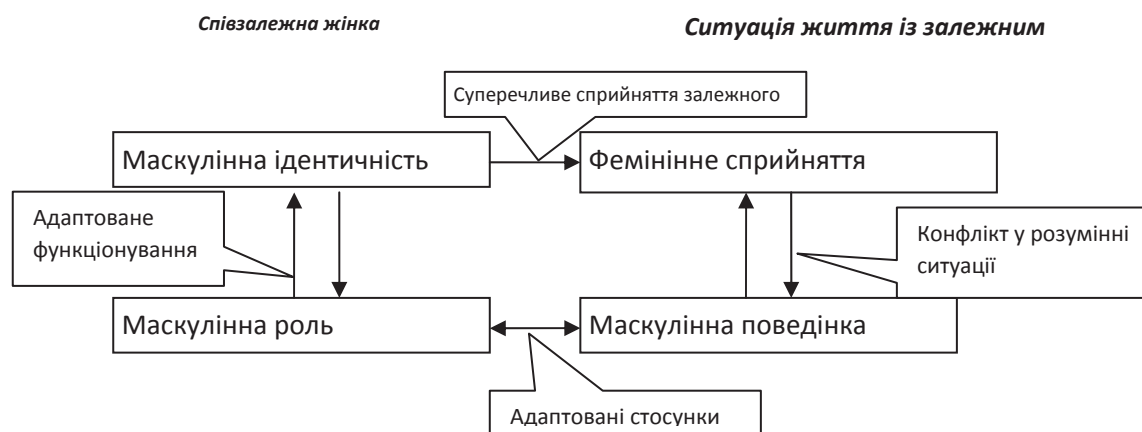 Співзалежна жінка
Ситуація життя із залежним
Суперечливе сприйняття залежного
Маскулінна ідентичність
Фемінінне сприйняття
Адаптоване
функціонування
Конфлікт у розумінні
ситуації
Маскулінна роль
Маскулінна поведінка
Адаптовані стосунки